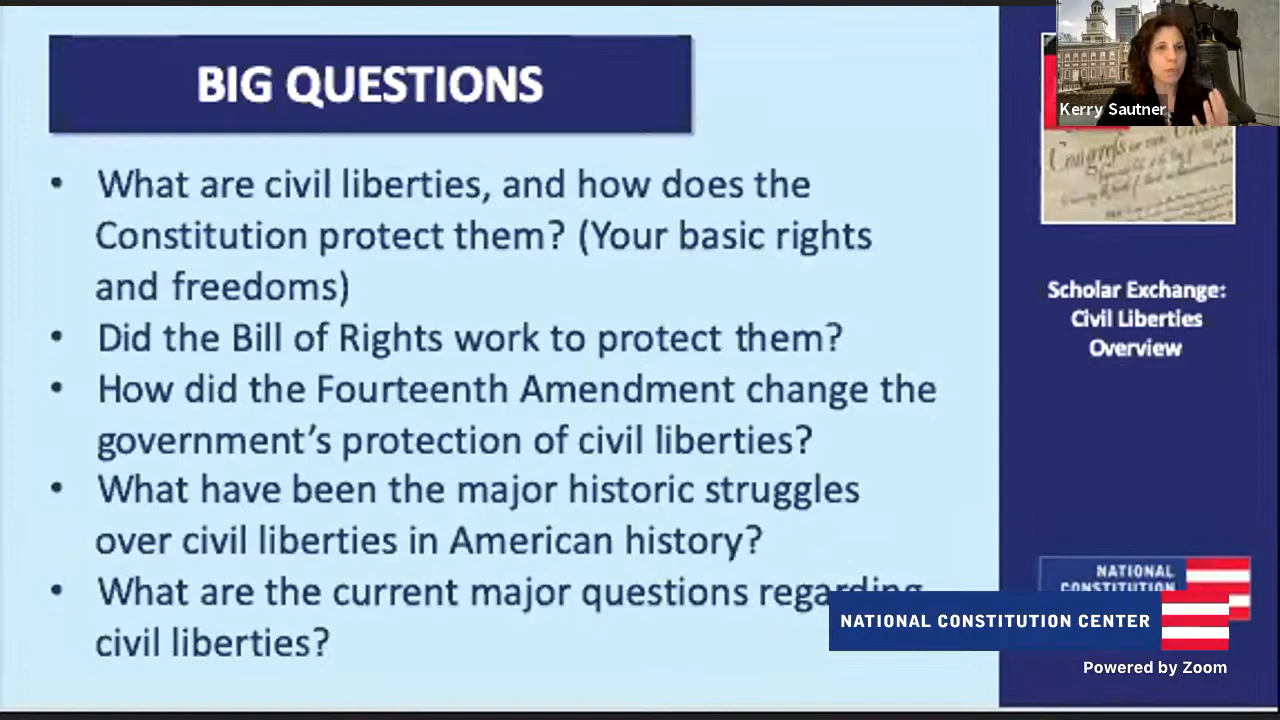 BIG QUESTIONS
• What are civil liberties, and how does the
Constitution protect them? (Your basic rights
and freedoms)
• Did the Bill of Rights work to protect them?
• How did the Fourteenth Amendment change the
government's protection of civil liberties?
• What have been the major historic struggles
over civil liberties in American history?
• What are the current major questions regarding
civil liberties?
Kerry Sautner
Scholar Exchange:
Civil Liberties
Overview
NATIONAL
CONSTITUTION
NATIONAL CONSTITUTION CENTER
Powered by Zoom